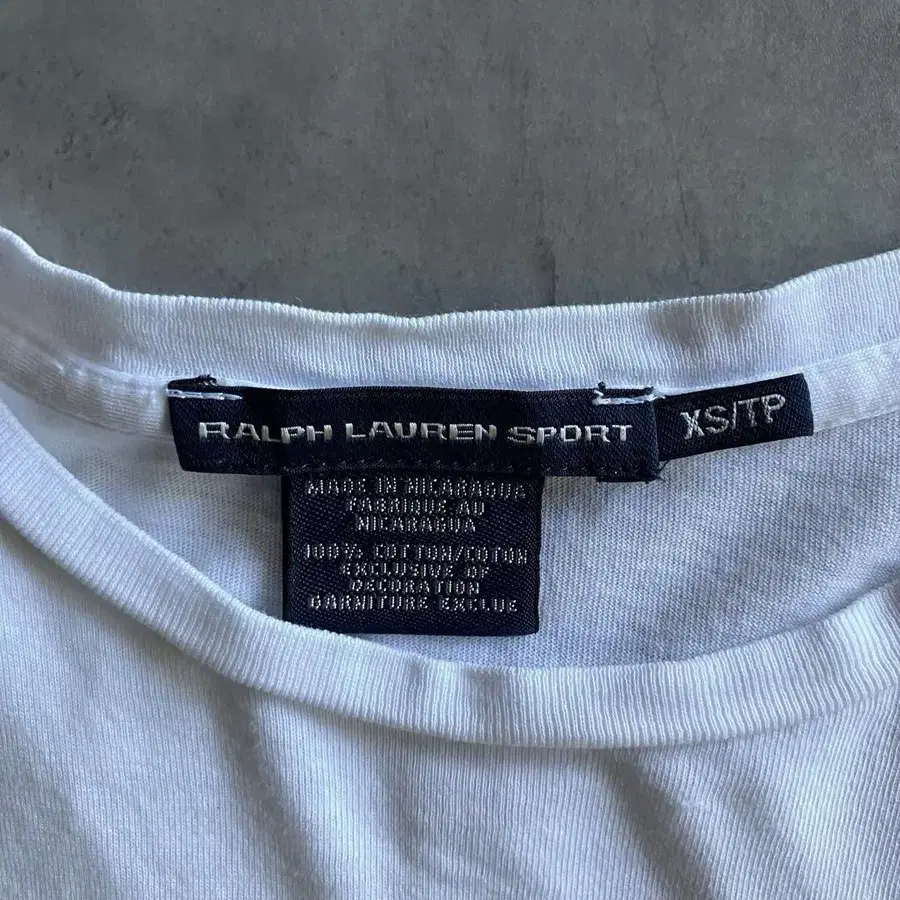 RALPH LAUREN SPORT
XS/TP
MADE IN NICARAGUA
FABRIQUE AU
NICARAGUA
100% COTTON/COTON
EXCLUSIVE OF
DECORATION
GARNITURE EXCLUE